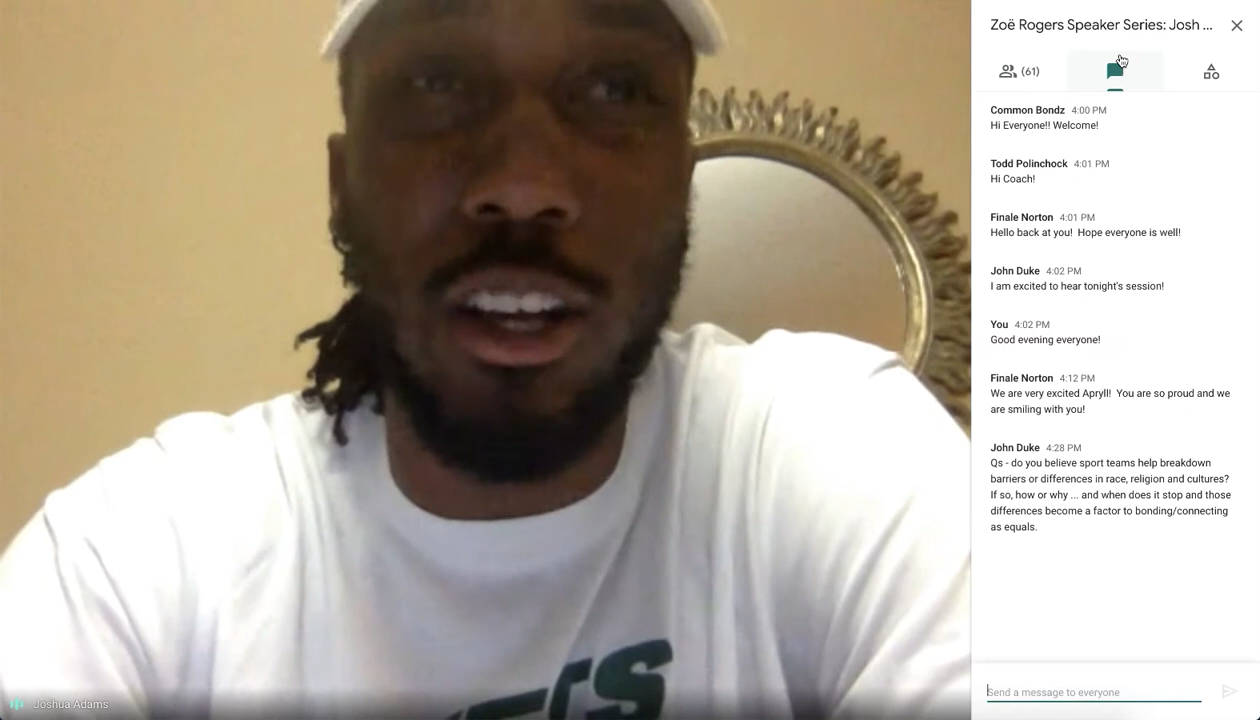 Zoë Rogers Speaker Series: Josh ...
(61)
Common Bondz 4:00 PM
Hi Everyone!! Welcome!
Todd Polinchock 4:01 PM
Hi Coach!
Finale Norton 4:01 PM
Hello back at you! Hope everyone is well!
John Duke 4:02 PM
I am excited to hear tonight's session!
You 4:02 PM
Good evening everyone!
Finale Norton 4:12 PM
We are very excited Apryll! You are so proud and we
are smiling with you!
John Duke 4:28 PM
Qs - do you believe sport teams help breakdown
barriers or differences in race, religion and cultures?
If so, how or why ... and when does it stop and those
differences become a factor to bonding/connecting
as equals.
Send a message to everyone
Joshua Adams